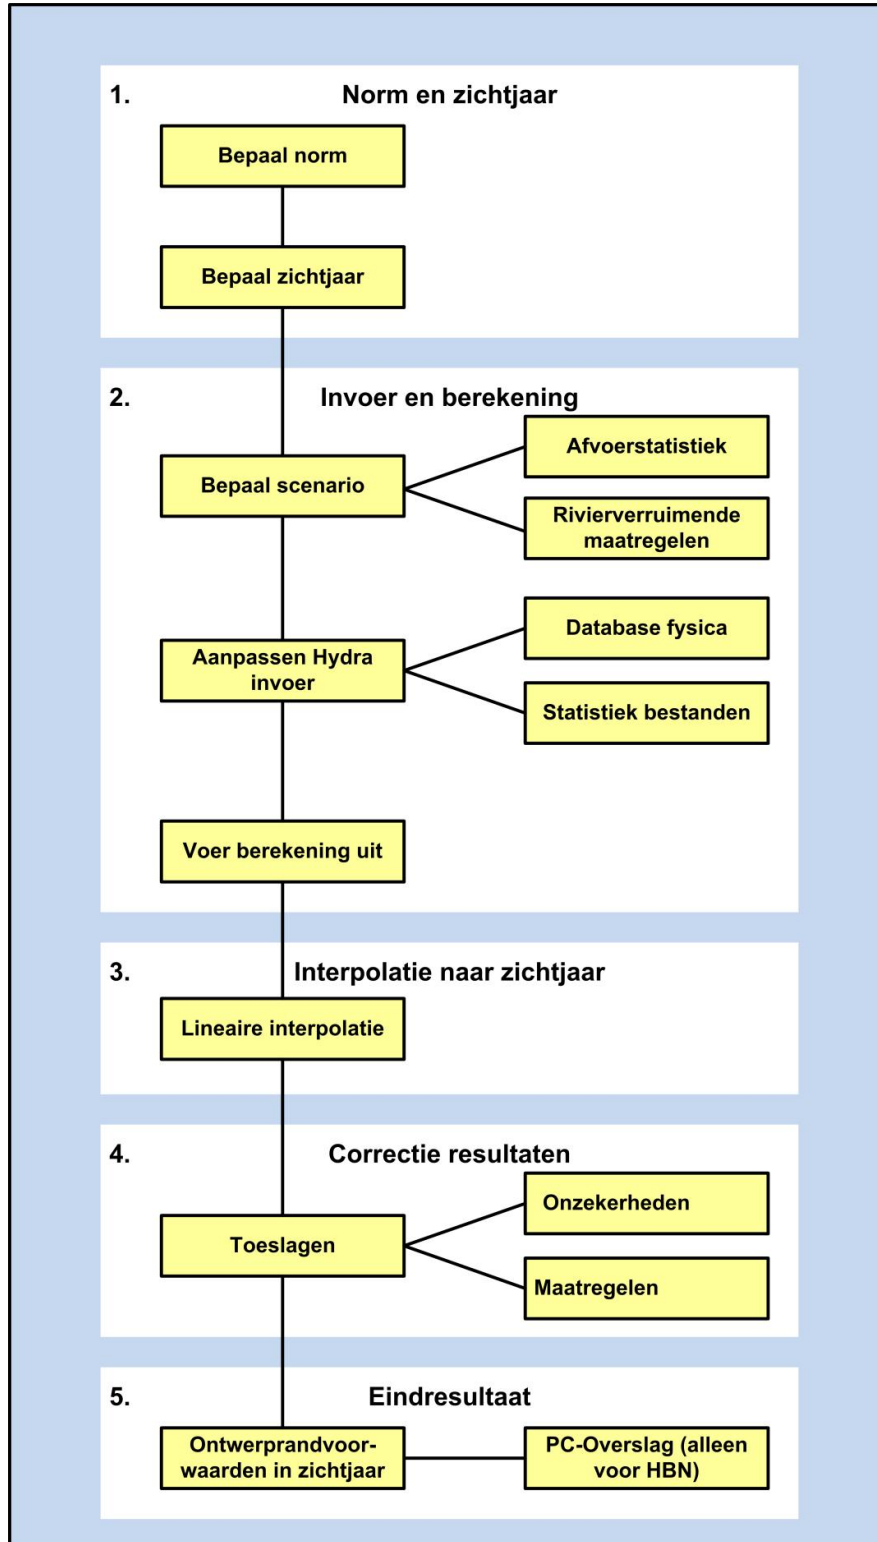 1. Norm en zichtjaar
Bepaal norm
Bepaal zichtjaar
2. Invoer en berekening
Bepaal scenario
Afvoerstatistiek
Rivierverruimende
maatregelen
Aanpassen Hydra
invoer
Database fysica
Statistiek bestanden
Voer berekening uit
3. Interpolatie naar zichtjaar
Lineaire interpolatie
4. Correctie resultaten
Toeslagen
Onzekerheden
Maatregelen
5. Eindresultaat
Ontwerprandvoor-
waarden in zichtjaar
PC-Overslag (alleen
voor HBN)